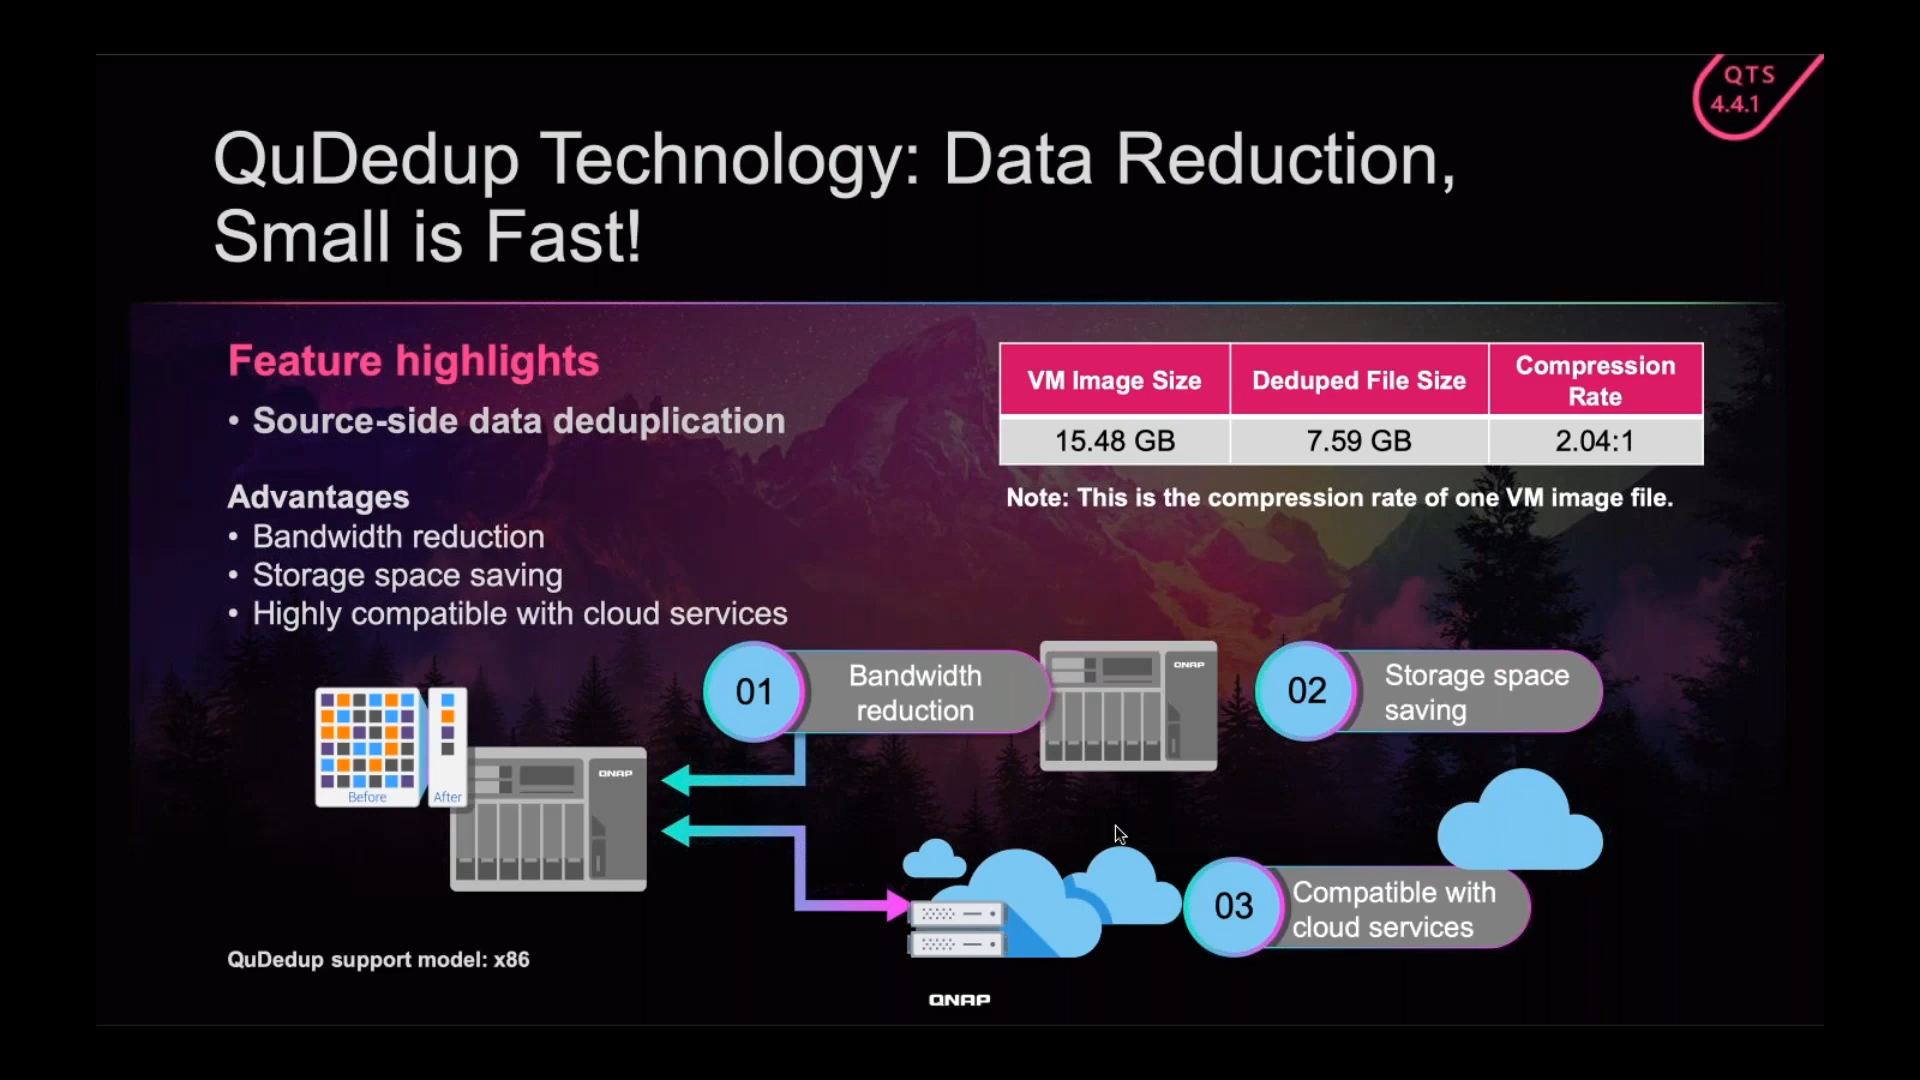 QTS
4.4.1
QuDedup Technology: Data Reduction,
Small is Fast!
Feature highlights
• Source-side data deduplication
Advantages
• Bandwidth reduction
• Storage space saving
• Highly compatible with cloud services
VM Image Size Deduped File Size Compression Rate
15.48 GB 7.59 GB 2.04:1
Note: This is the compression rate of one VM image file.
01 Bandwidth
reduction
QNAP
02 Storage space
saving
Before After
QNAP
03 Compatible with
cloud services
QuDedup support model: x86
QNAP